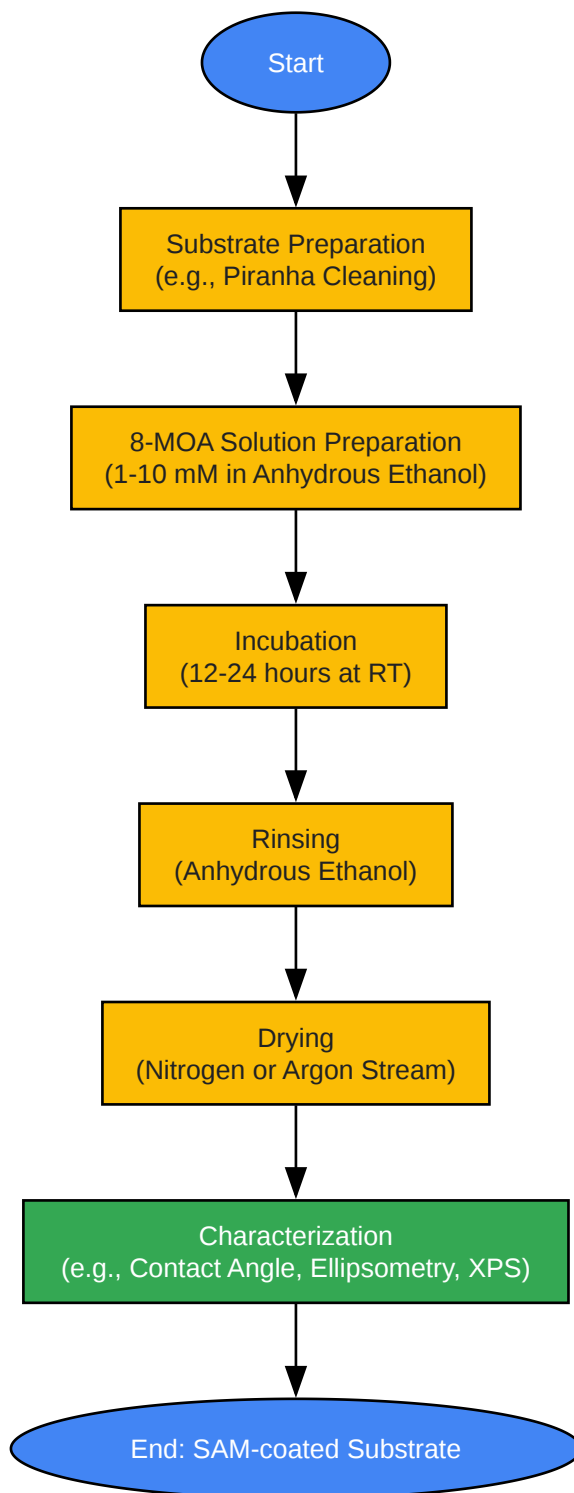 Start
Substrate Preparation
(e.g., Piranha Cleaning)
8-MOA Solution Preparation
(1-10 mM in Anhydrous Ethanol)
Incubation
(12-24 hours at RT)
Rinsing
(Anhydrous Ethanol)
Drying
(Nitrogen or Argon Stream)
Characterization
(e.g., Contact Angle, Ellipsometry, XPS)
End: SAM-coated Substrate